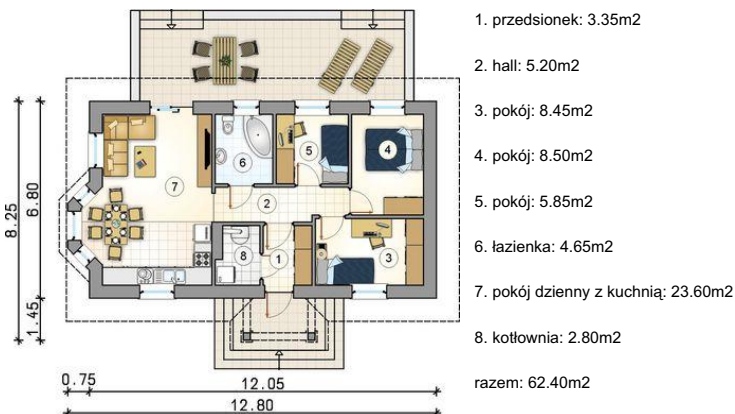 1. przedsionek: 3.35m2
2. hall: 5.20m2
3. pokój: 8.45m2
4. pokój: 8.50m2
5. pokój: 5.85m2
6. łazienka: 4.65m2
7. pokój dzienny z kuchnią: 23.60m2
8. kotłownia: 2.80m2
razem: 62.40m2
4
5
6
7
2
8
1
3
8.25
6.80
1.45
0.75
12.05
12.80